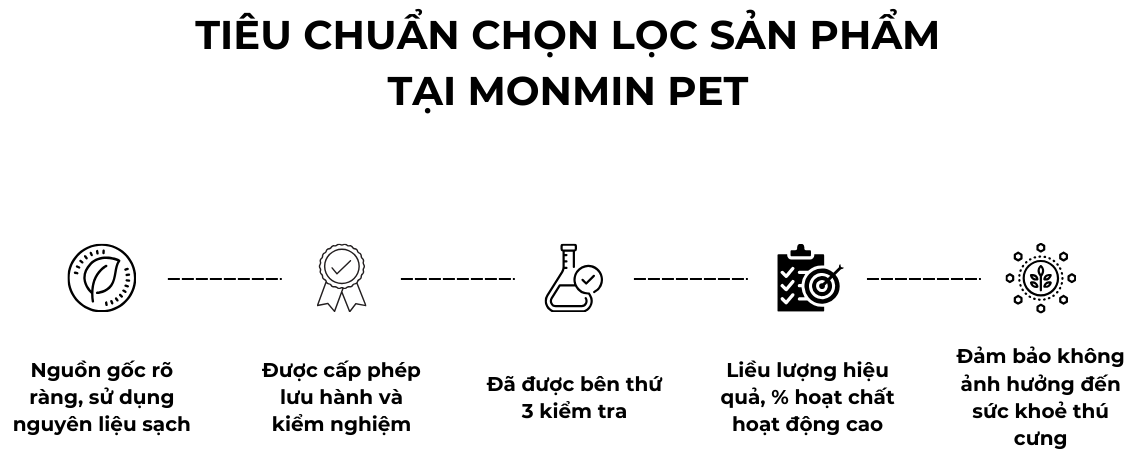 TIÊU CHUẨN CHỌN LỌC SẢN PHẨM
TẠI MONMIN PET
Nguồn gốc rõ
ràng, sử dụng
nguyên liệu sạch
Được cấp phép
lưu hành và
kiểm nghiệm
Đã được bên thứ
3 kiểm tra
Liều lượng hiệu
quả, % hoạt chất
hoạt động cao
Đảm bảo không
ảnh hưởng đến
sức khoẻ thú
cưng